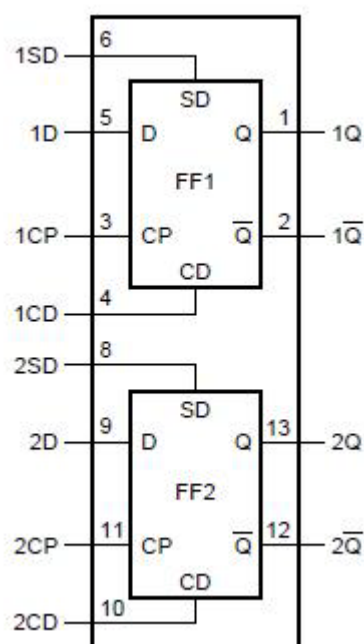 6
1SD
SD
5
1
1D
D
Q
1Q
FF1
3
2
1CP
CP
Q̅
1Q̅
CD
4
1CD
8
2SD
SD
9
13
2D
D
Q
2Q
FF2
11
12
2CP
CP
Q̅
2Q̅
CD
10
2CD